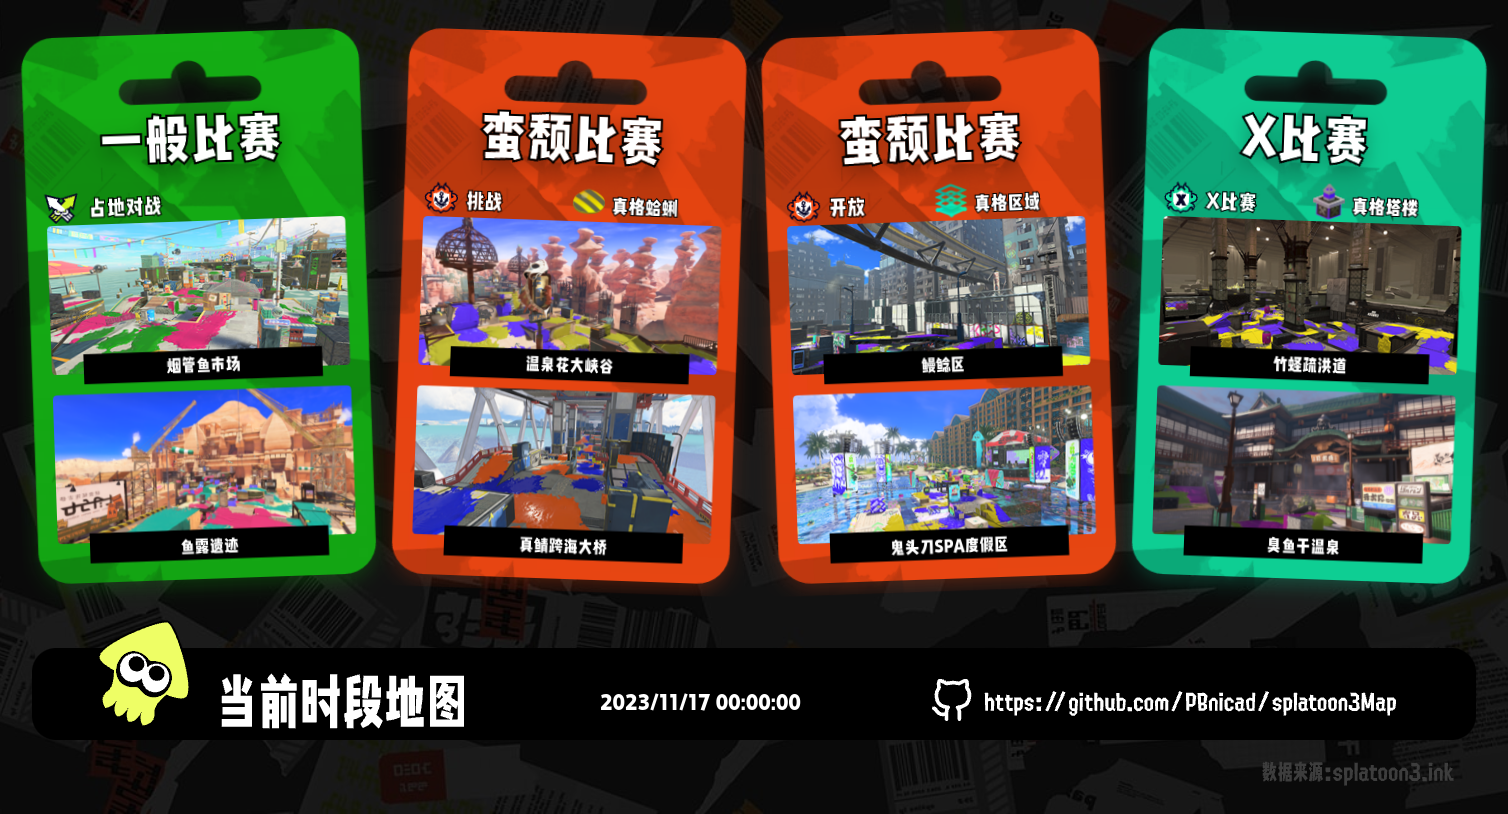 一般比赛
占地对战
烟管鱼市场
鱼露遗迹
蛮颓比赛
挑战
真格蛤蜊
温泉花大峡谷
真鲭跨海大桥
蛮颓比赛
开放
真格区域
鳗鲶区
鬼头刀SPA度假区
X比赛
X比赛
真格塔楼
竹蛏疏洪道
臭鱼干温泉
当前时段地图
2023/11/17 00:00:00
https://github.com/PBnicad/splatoon3Map
数据来源:splatoon3.ink